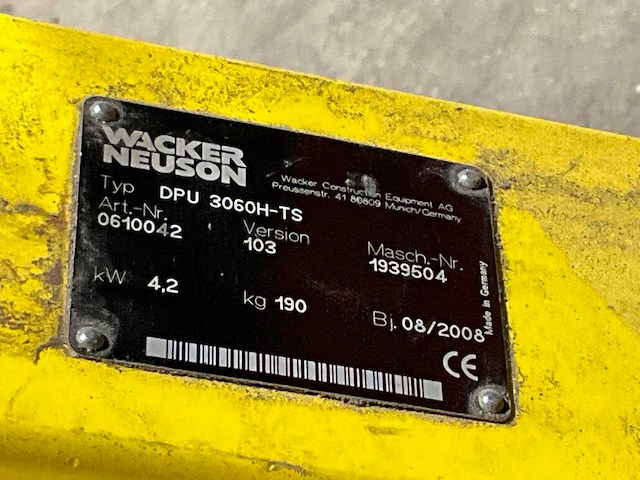 WACKER
NEUSON
Wacker Construction Equipment AG
Preussenstr. 41 80809 Munich/Germany
Typ DPU 3060H-TS
Art.-Nr. Version Masch.-Nr.
0610042 103 1939504
kW 4,2 kg 190 Bj. 08/2008
Made in Germany
CE